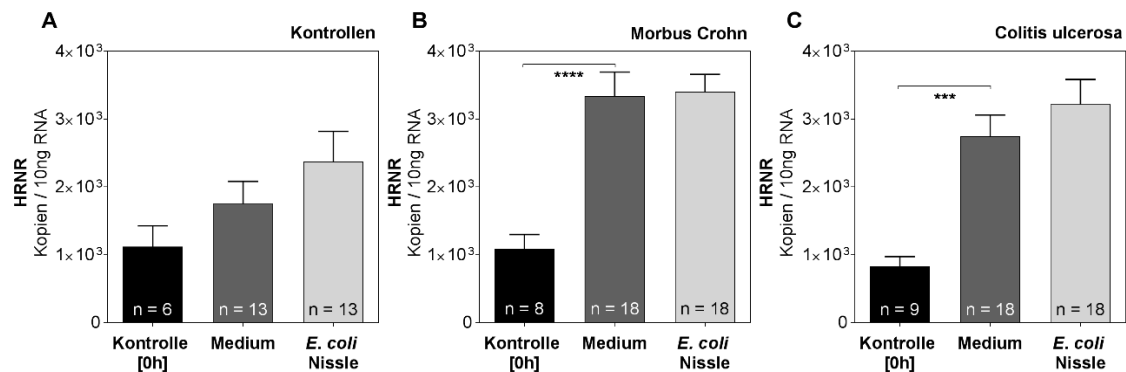 A
Kontrollen
HRNR
Kopien / 10ng RNA
4×10³
3×10³
2×10³
1×10³
0
n = 6
n = 13
n = 13
Kontrolle
[0h]
Medium
E. coli
Nissle
B
Morbus Crohn
HRNR
Kopien / 10ng RNA
4×10³
3×10³
2×10³
1×10³
0
****
n = 8
n = 18
n = 18
Kontrolle
[0h]
Medium
E. coli
Nissle
C
Colitis ulcerosa
HRNR
Kopien / 10ng RNA
4×10³
3×10³
2×10³
1×10³
0
***
n = 9
n = 18
n = 18
Kontrolle
[0h]
Medium
E. coli
Nissle